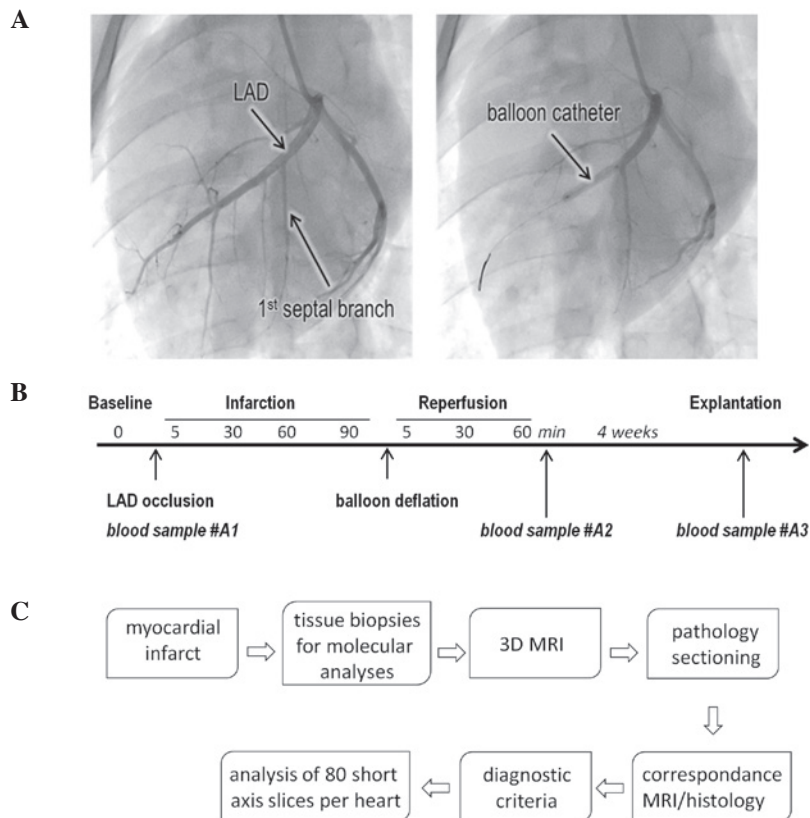 A
LAD
1st septal branch
balloon catheter
B
Baseline Infarction Reperfusion Explantation
0 5 30 60 90 5 30 60 min 4 weeks
LAD occlusion balloon deflation
blood sample #A1 blood sample #A2 blood sample #A3
C
myocardial
infarct
tissue biopsies
for molecular
analyses
3D MRI
pathology
sectioning
correspondance
MRI/histology
diagnostic
criteria
analysis of 80 short
axis slices per heart